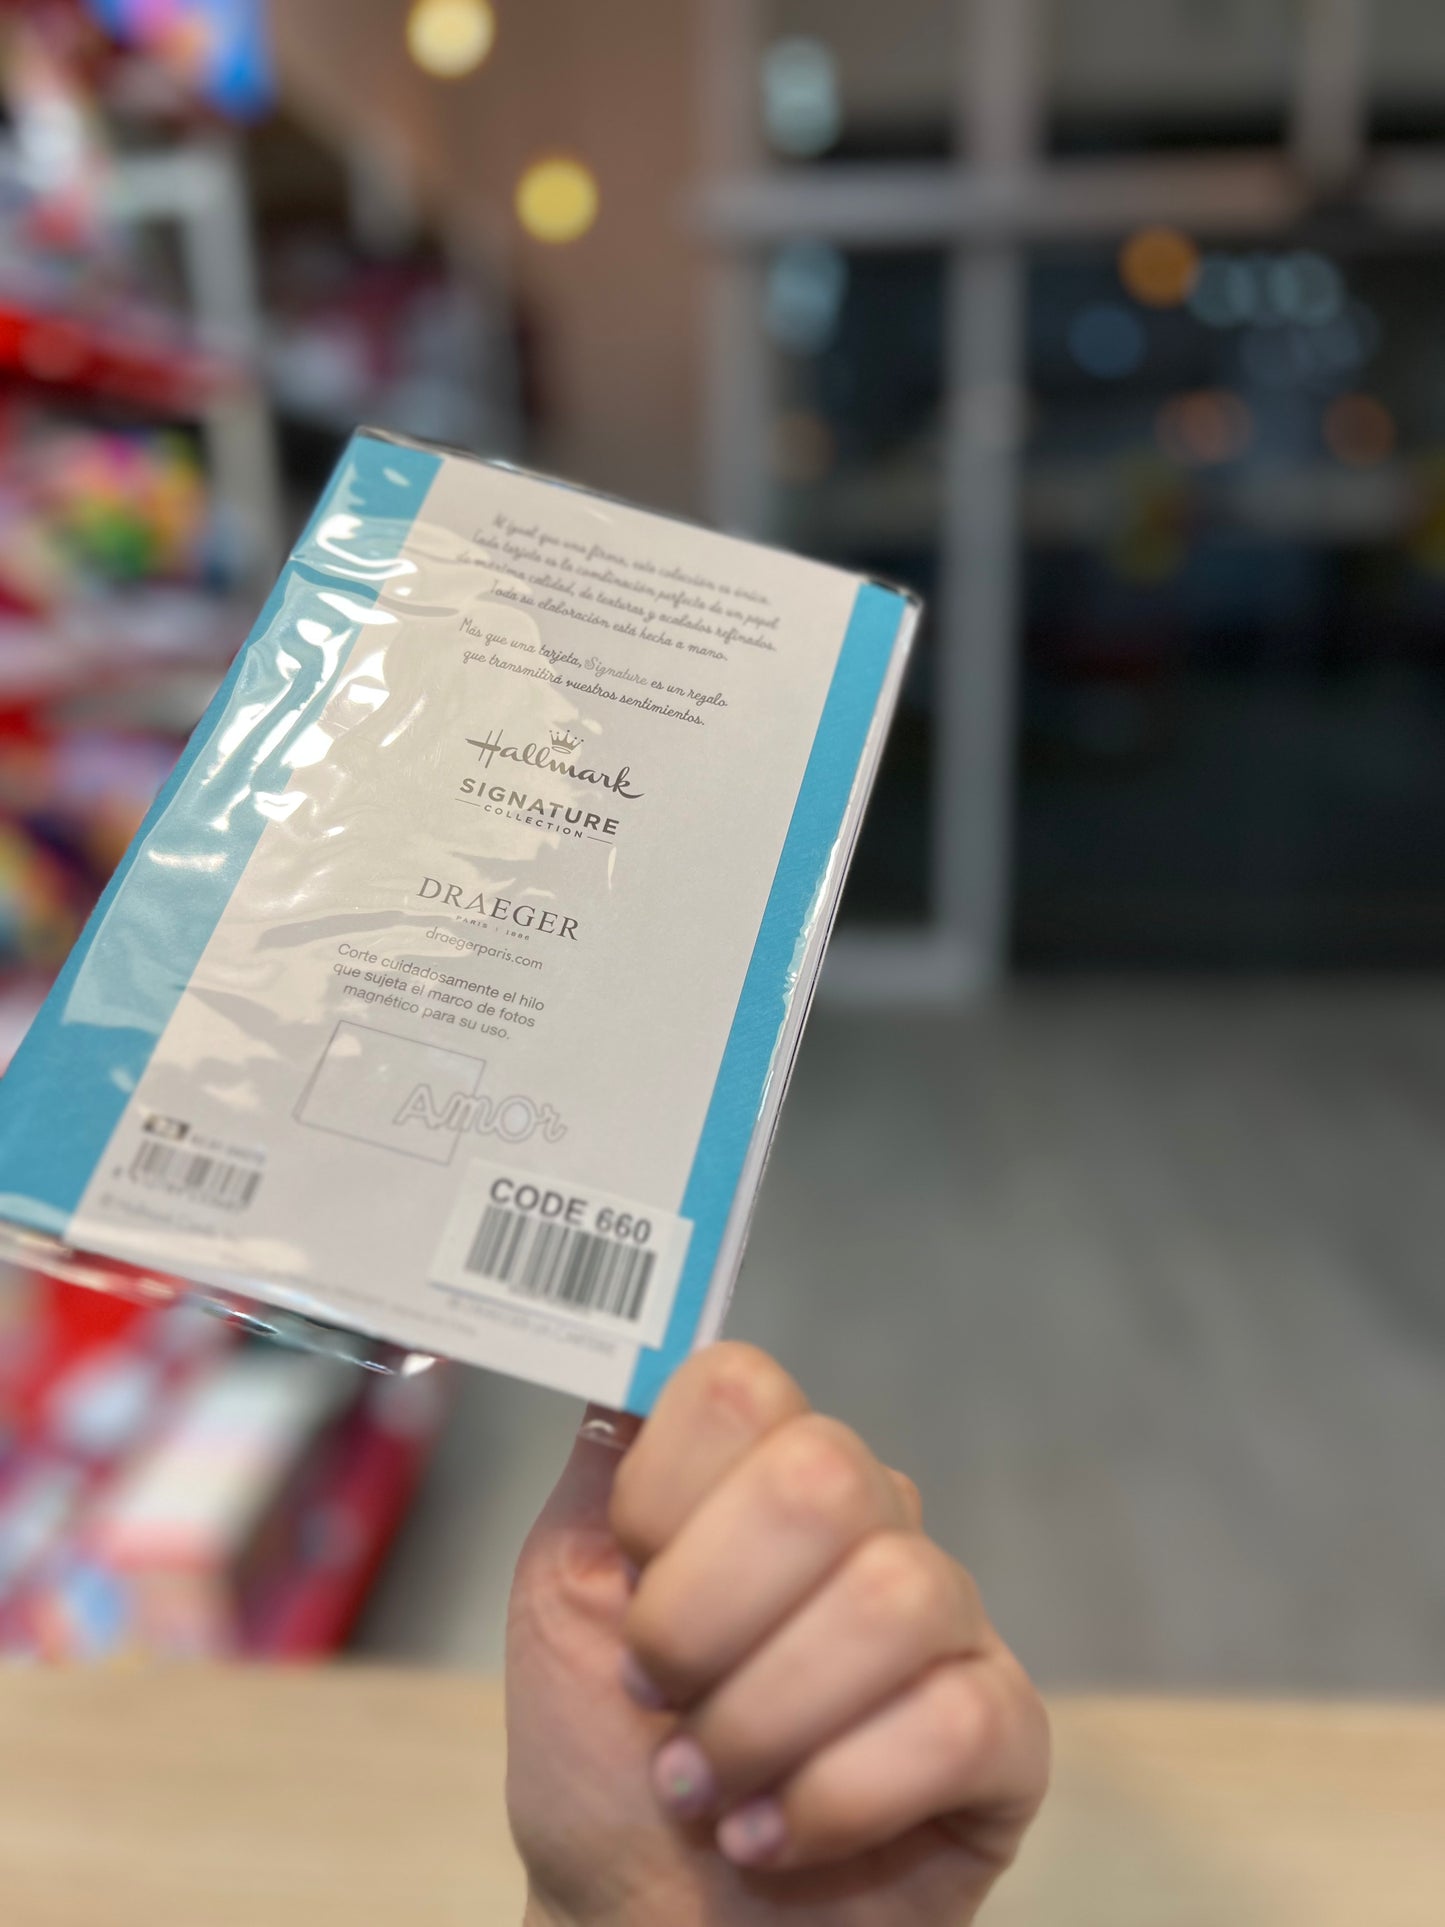 Al igual que una firma, esta colección es única.
Cada tarjeta es la combinación perfecta de un papel
de máxima calidad, de texturas y acabados refinados.
Toda su elaboración está hecha a mano.
Más que una tarjeta, Signature es un regalo
que transmitirá vuestros sentimientos.
Hallmark
SIGNATURE
COLLECTION
DRAEGER
PARIS | 1886
draegerparis.com
Corte cuidadosamente el hilo
que sujeta el marco de fotos
magnético para su uso.
AmOr
CODE 660